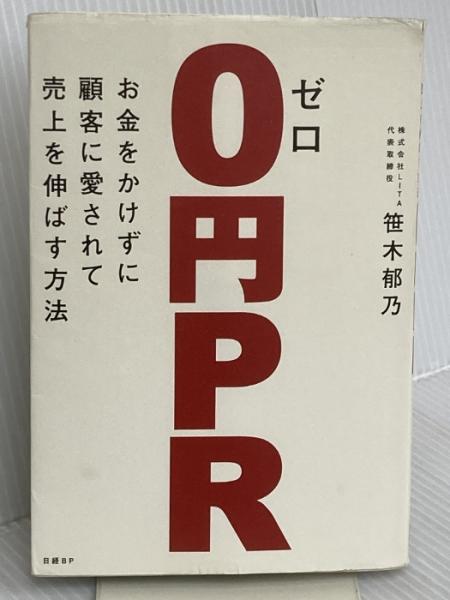 株式会社LITA
代表取締役
笹木郁乃
ゼロ
0円PR
お金をかけずに
顧客に愛されて
売上を伸ばす方法
日経BP